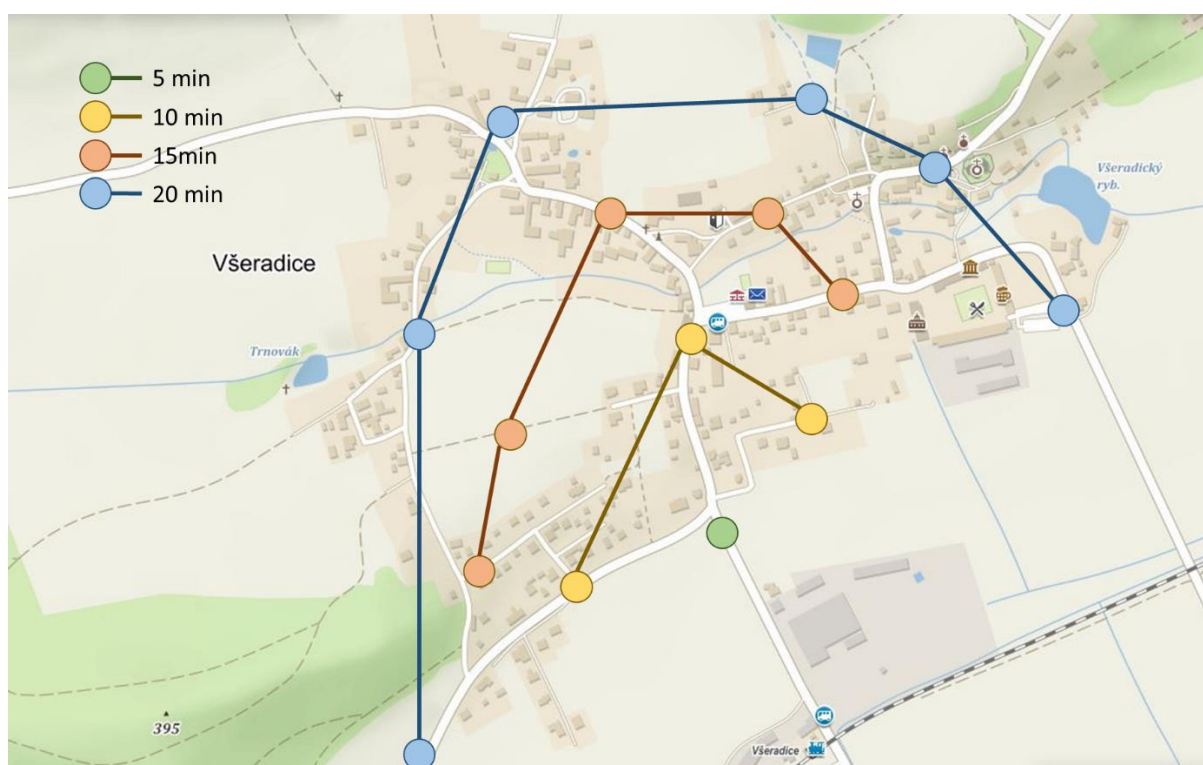 5 min
10 min
15min
20 min
Všeradice
Všeradický
ryb.
Trnovák
395
Všeradice